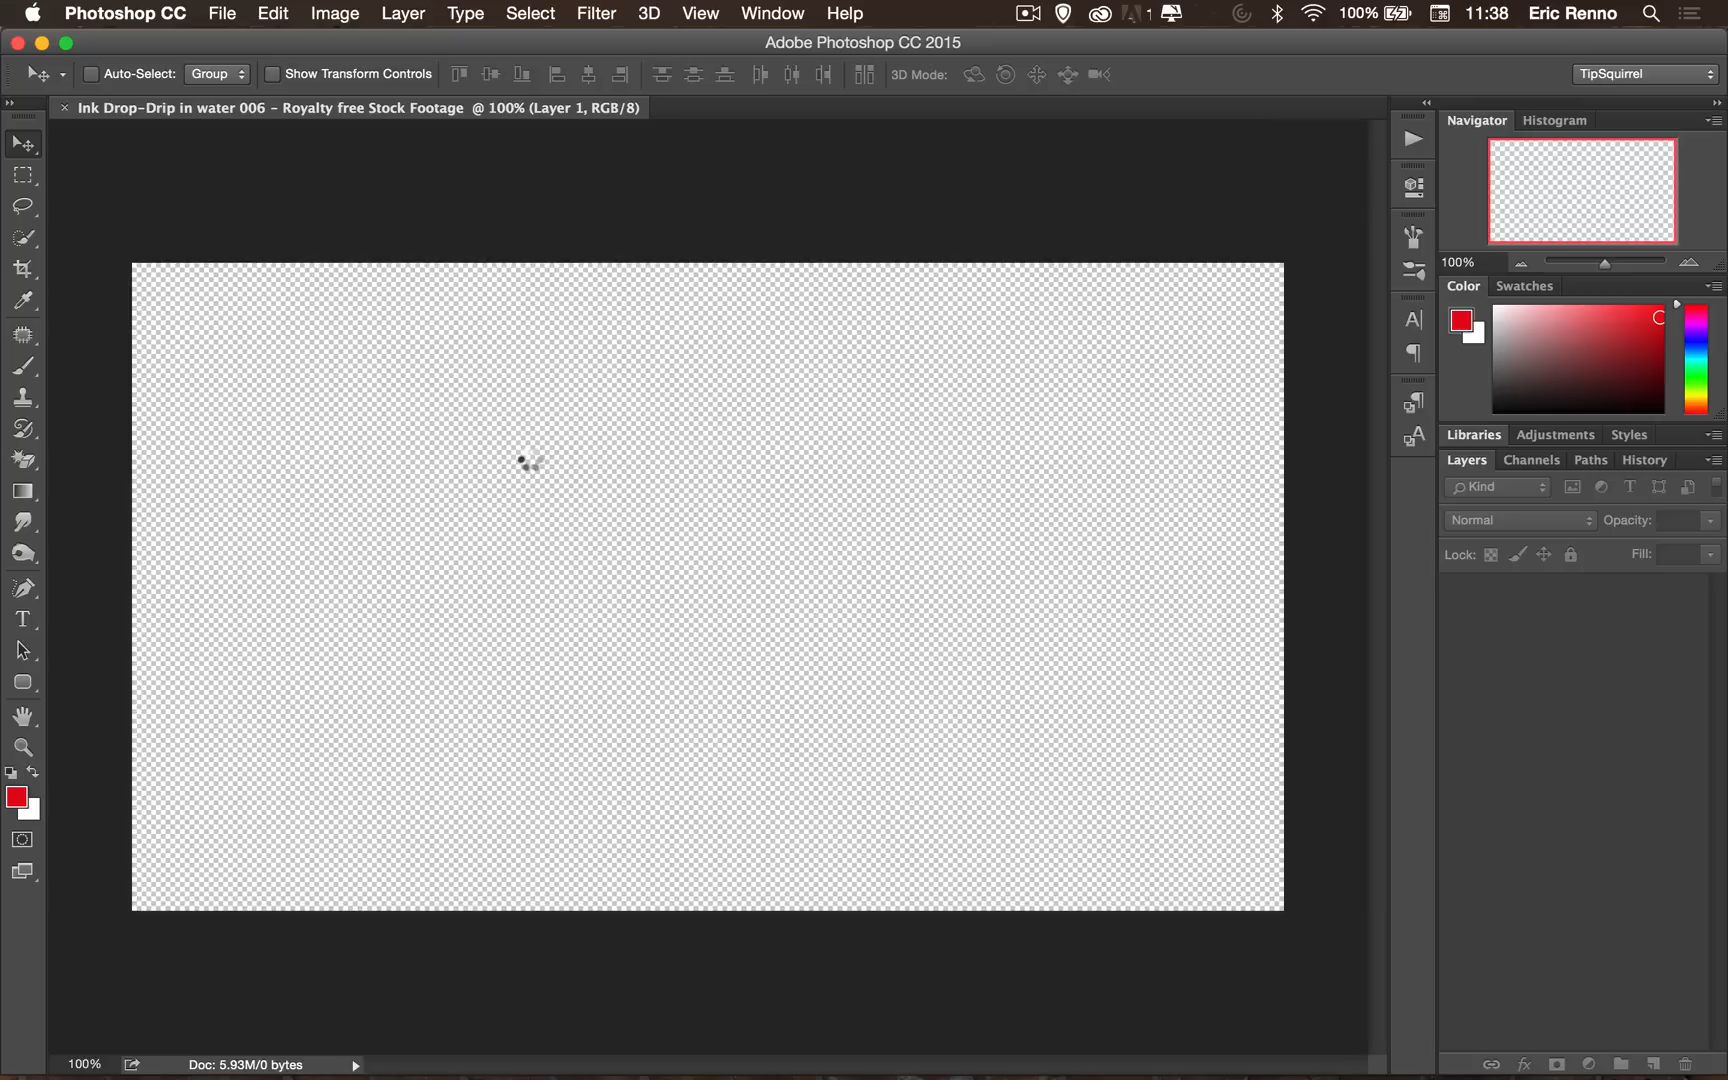 Photoshop CC File Edit Image Layer Type Select Filter 3D View Window Help 1 100% 11:38 Eric Renno
Adobe Photoshop CC 2015
Auto-Select: Group Show Transform Controls 3D Mode: TipSquirrel
Ink Drop-Drip in water 006 - Royalty free Stock Footage @ 100% (Layer 1, RGB/8)
Navigator Histogram
100%
Color Swatches
Libraries Adjustments Styles
Layers Channels Paths History
Kind
Normal Opacity:
Lock: Fill:
100% Doc: 5.93M/0 bytes